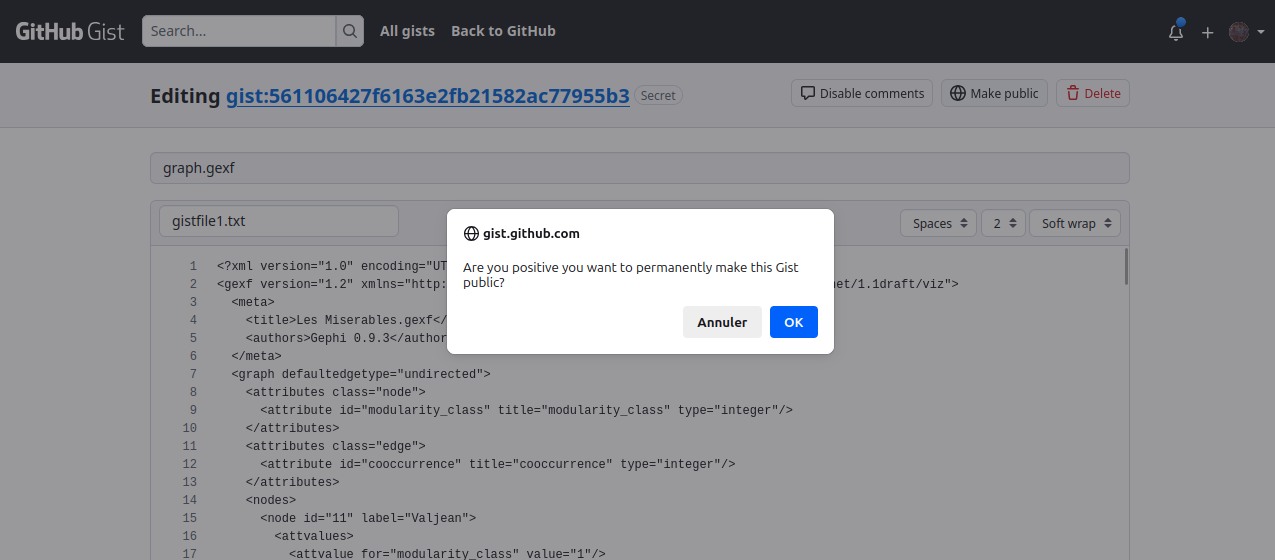 GitHub Gist Search... All gists Back to GitHub
Editing gist:561106427f6163e2fb21582ac77955b3 Secret Disable comments Make public Delete
graph.gexf
gistfile1.txt Spaces 2 Soft wrap
gist.github.com
Are you positive you want to permanently make this Gist
public?
Annuler OK
1 <?xml version="1.0" encoding="UT
2 <gexf version="1.2" xmlns="http: net/1.1draft/viz">
3 <meta>
4 <title>Les Miserables.gexf</
5 <authors>Gephi 0.9.3</author
6 </meta>
7 <graph defaultedgetype="undirected">
8 <attributes class="node">
9 <attribute id="modularity_class" title="modularity_class" type="integer"/>
10 </attributes>
11 <attributes class="edge">
12 <attribute id="cooccurrence" title="cooccurrence" type="integer"/>
13 </attributes>
14 <nodes>
15 <node id="11" label="Valjean">
16 <attvalues>
17 <attvalue for="modularity_class" value="1"/>